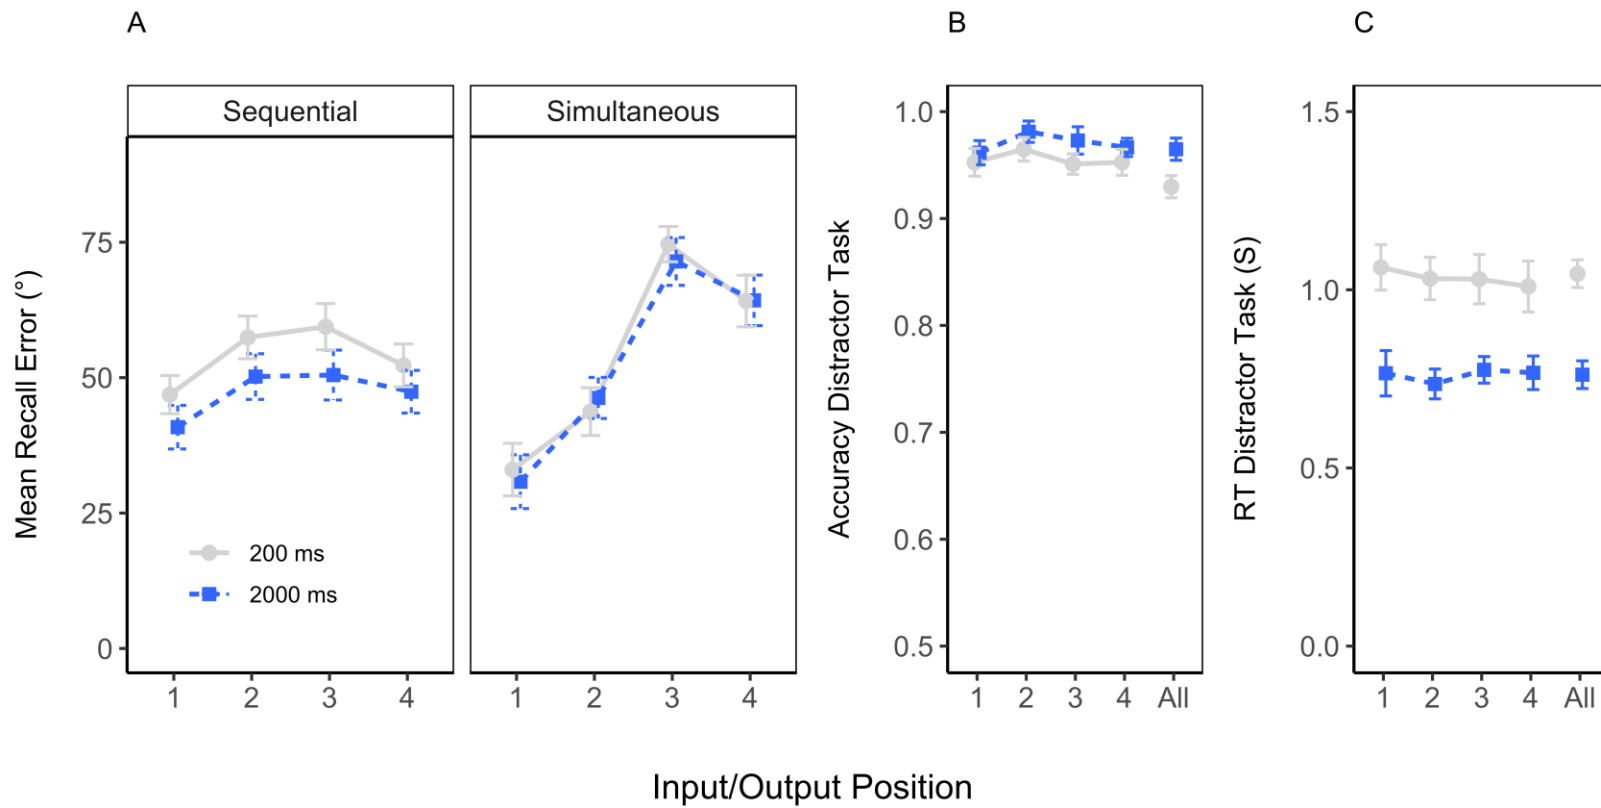 A
B
C
Sequential
Simultaneous
Mean Recall Error (°)
75
50
25
0
200 ms
2000 ms
1 2 3 4
1 2 3 4
Accuracy Distractor Task
1.0
0.9
0.8
0.7
0.6
0.5
1 2 3 4 All
RT Distractor Task (S)
1.5
1.0
0.5
0.0
1 2 3 4 All
Input/Output Position